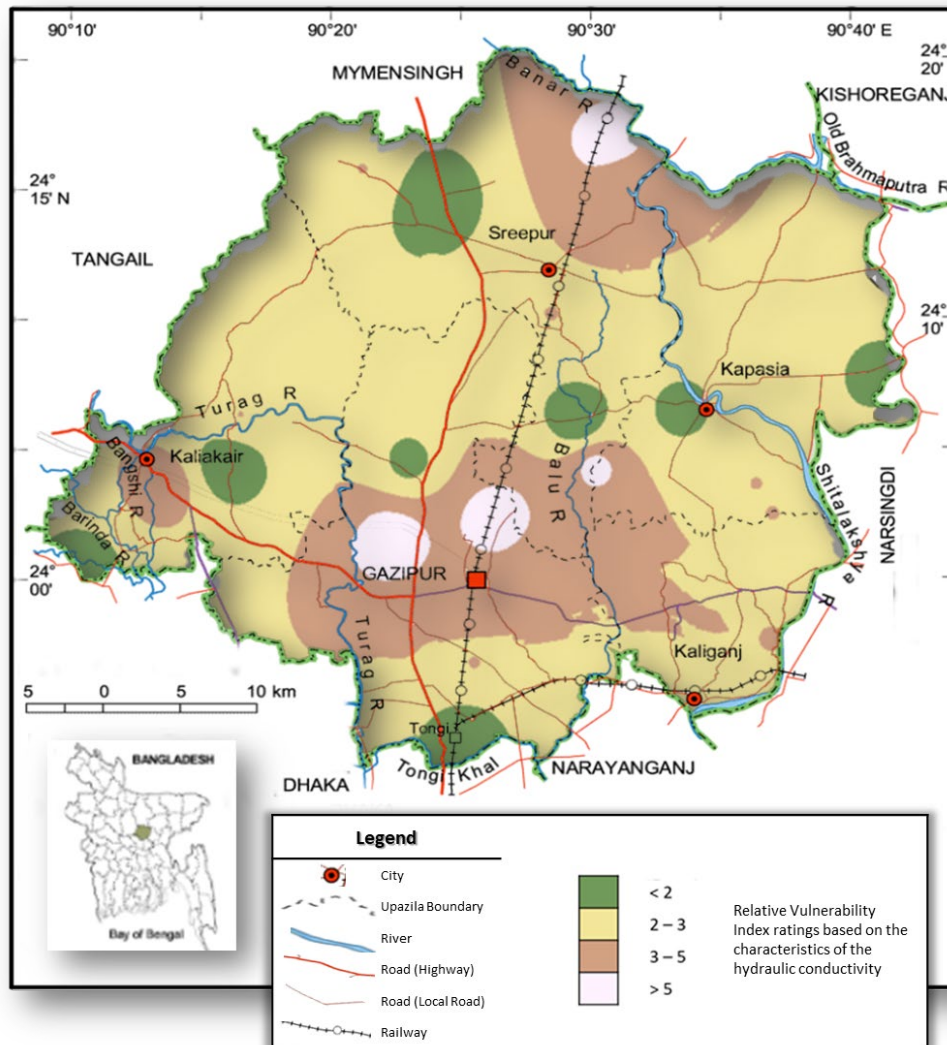 90°10'
90°20'
90°30'
90°40' E
24°
20'
MYMENSINGH
Banar R
KISHOREGANJ
Old Brahmaputra R
24°
15' N
Sreepur
TANGAIL
24°
10'
Kapasia
Turag R
Kaliakair
Bangshi R
Balu R
Shitalakshya R
NARSINGDI
Barinda R
24°
00'
GAZIPUR
Turag R
Kaliganj
5 0 5 10 km
Tongi
Tongi Khal
NARAYANGANJ
DHAKA
BANGLADESH
Bay of Bengal
Legend
City
Upazila Boundary
River
Road (Highway)
Road (Local Road)
Railway
< 2
2 – 3
3 – 5
> 5
Relative Vulnerability
Index ratings based on the
characteristics of the
hydraulic conductivity